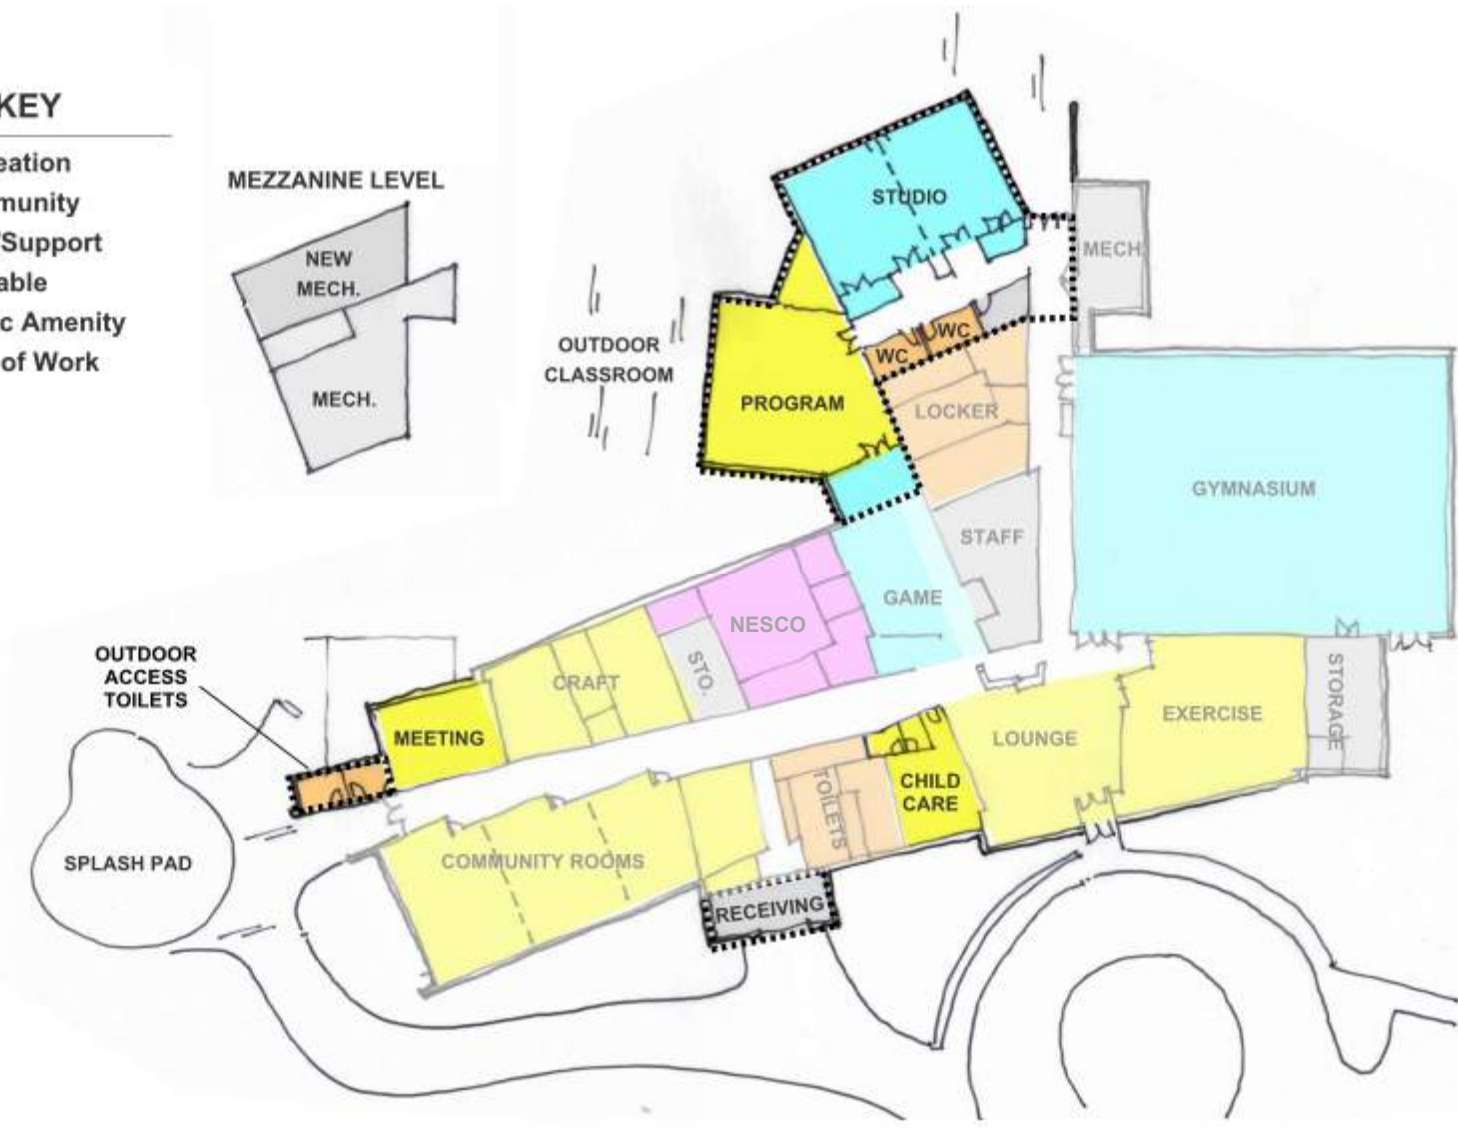 KEY
eation
munity
/Support
able
c Amenity
of Work
MEZZANINE LEVEL
NEW
MECH.
MECH.
OUTDOOR
CLASSROOM
STUDIO
MECH
WC
WC
PROGRAM
LOCKER
GYMNASIUM
STAFF
GAME
NESCO
STO.
CRAFT
OUTDOOR
ACCESS
TOILETS
MEETING
LOUNGE
EXERCISE
STORAGE
CHILD
CARE
TOILETS
COMMUNITY ROOMS
SPLASH PAD
RECEIVING